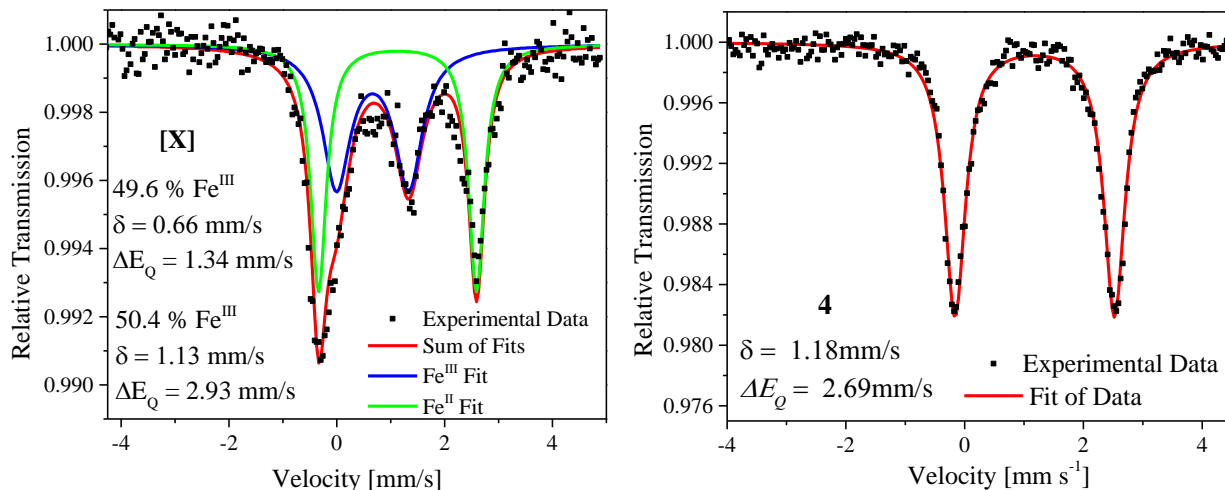 1.000
0.998
0.996
0.994
0.992
0.990
Relative Transmission
[X]
49.6 % Fe^III
δ = 0.66 mm/s
ΔE_Q = 1.34 mm/s
50.4 % Fe^III
δ = 1.13 mm/s
ΔE_Q = 2.93 mm/s
Experimental Data
Sum of Fits
Fe^III Fit
Fe^II Fit
-4 -2 0 2 4
Velocity [mm/s]
1.000
0.996
0.992
0.988
0.984
0.980
0.976
Relative Transmission
4
δ = 1.18mm/s
ΔE_Q = 2.69mm/s
Experimental Data
Fit of Data
-4 -2 0 2 4
Velocity [mm s^-1]